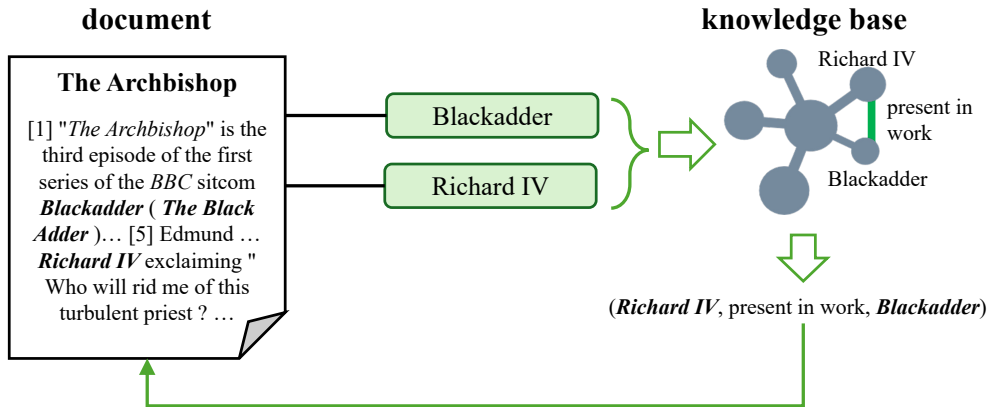 document
The Archbishop
[1] "The Archbishop" is the
third episode of the first
series of the BBC sitcom
Blackadder ( The Black
Adder )… [5] Edmund …
Richard IV exclaiming "
Who will rid me of this
turbulent priest ? …
Blackadder
Richard IV
knowledge base
Richard IV
present in
work
Blackadder
(Richard IV, present in work, Blackadder)